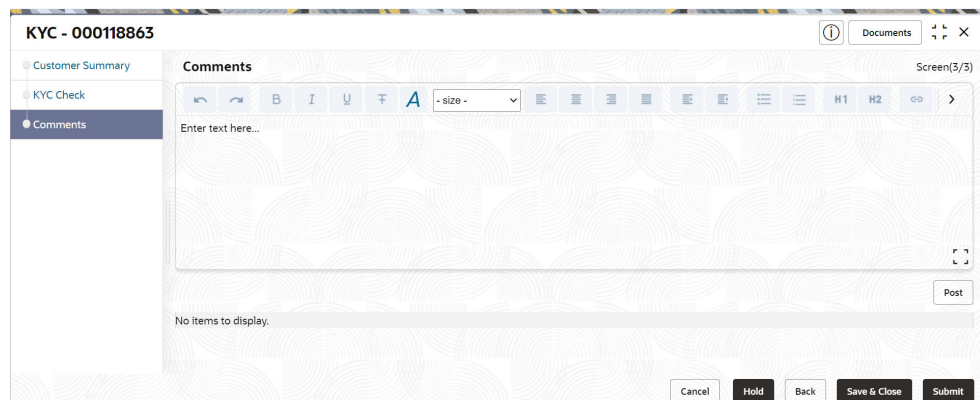 KYC - 000118863
Documents
Customer Summary
KYC Check
Comments
Comments
Screen(3/3)
B I U T A - size - H1 H2
Enter text here...
Post
No items to display.
Cancel Hold Back Save & Close Submit